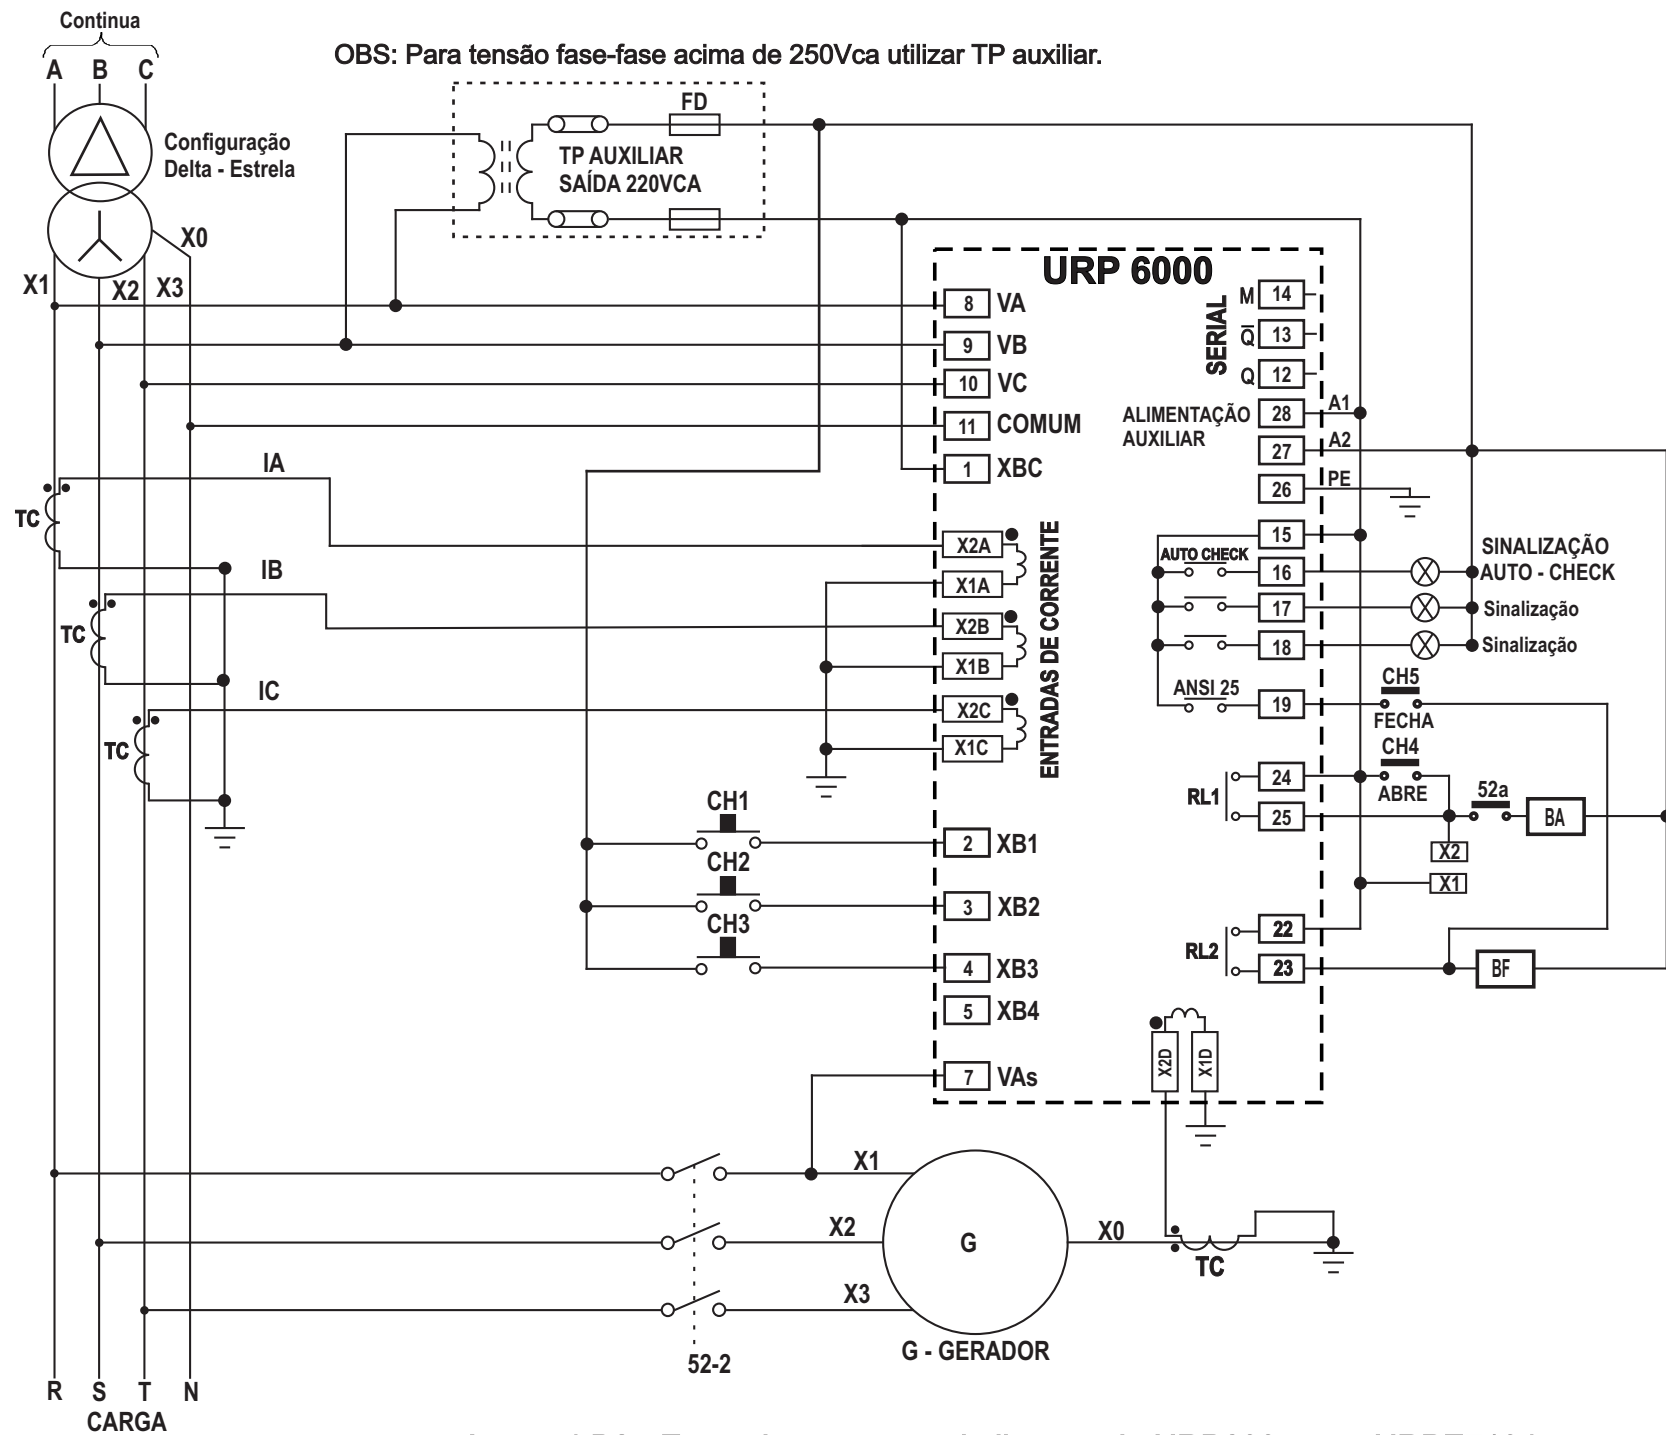 Continua
A B C
OBS: Para tensão fase-fase acima de 250Vca utilizar TP auxiliar.
Configuração
Delta - Estrela
FD
TP AUXILIAR
SAÍDA 220VCA
X0
X1 X2 X3
URP 6000
8 VA
9 VB
10 VC
11 COMUM
1 XBC
SERIAL
M 14
Q̅ 13
Q 12
ALIMENTAÇÃO
AUXILIAR
28 A1
27 A2
26 PE
IA
TC
IB
TC
IC
TC
X2A
X1A
X2B
X1B
X2C
X1C
ENTRADAS DE CORRENTE
15
AUTO CHECK
16
17
18
ANSI 25
19
SINALIZAÇÃO
AUTO - CHECK
Sinalização
Sinalização
CH5
FECHA
CH4
ABRE
RL1
24
25
52a
BA
X2
X1
CH1
2 XB1
CH2
3 XB2
CH3
4 XB3
5 XB4
7 VAs
RL2
22
23
BF
X2D
X1D
X1
X2
X3
G
X0
TC
52-2
G - GERADOR
R S T N
CARGA